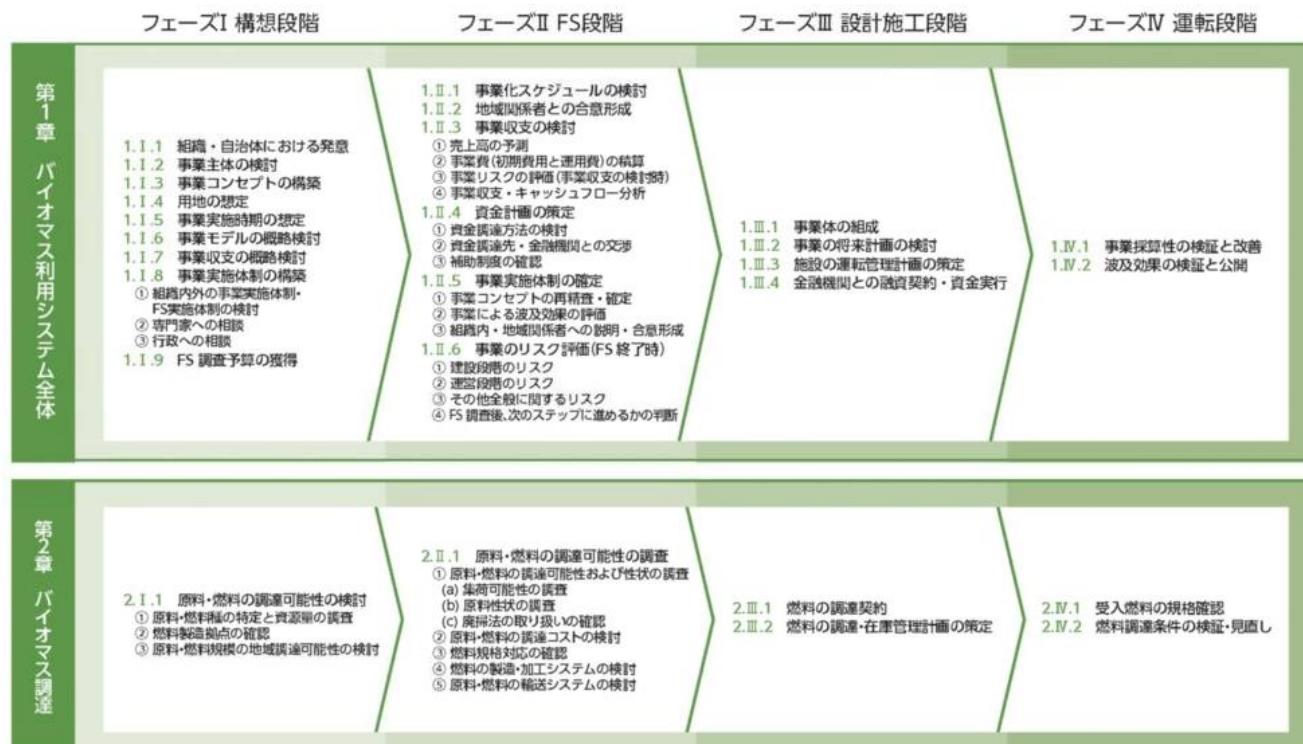 フェーズⅠ 構想段階
フェーズⅡ FS段階
フェーズⅢ 設計施工段階
フェーズⅣ 運転段階
第1章 バイオマス利用システム全体
1.Ⅰ.1 組織・自治体における発意
1.Ⅰ.2 事業主体の検討
1.Ⅰ.3 事業コンセプトの構築
1.Ⅰ.4 用地の想定
1.Ⅰ.5 事業実施時期の想定
1.Ⅰ.6 事業モデルの概略検討
1.Ⅰ.7 事業収支の概略検討
1.Ⅰ.8 事業実施体制の構築
① 組織内外の事業実施体制・
FS実施体制の検討
② 専門家への相談
③ 行政への相談
1.Ⅰ.9 FS 調査予算の獲得
1.Ⅱ.1 事業化スケジュールの検討
1.Ⅱ.2 地域関係者との合意形成
1.Ⅱ.3 事業収支の検討
① 売上高の予測
② 事業費(初期費用と運用費)の積算
③ 事業リスクの評価(事業収支の検討時)
④ 事業収支・キャッシュフロー分析
1.Ⅱ.4 資金計画の策定
① 資金調達方法の検討
② 資金調達先・金融機関との交渉
③ 補助制度の確認
1.Ⅱ.5 事業実施体制の確定
① 事業コンセプトの再精査・確定
② 事業による波及効果の評価
③ 組織内・地域関係者への説明・合意形成
1.Ⅱ.6 事業のリスク評価(FS 終了時)
① 建設段階のリスク
② 運営段階のリスク
③ その他全般に関するリスク
④ FS 調査後、次のステップに進めるかの判断
1.Ⅲ.1 事業体の組成
1.Ⅲ.2 事業の将来計画の検討
1.Ⅲ.3 施設の運転管理計画の策定
1.Ⅲ.4 金融機関との融資契約・資金実行
1.Ⅳ.1 事業採算性の検証と改善
1.Ⅳ.2 波及効果の検証と公開
第2章 バイオマス調達
2.Ⅰ.1 原料・燃料の調達可能性の検討
① 原料・燃料種の特定と資源量の調査
② 燃料製造拠点の確認
③ 原料・燃料規模の地域調達可能性の検討
2.Ⅱ.1 原料・燃料の調達可能性の調査
① 原料・燃料の調達可能性および性状の調査
(a) 集荷可能性の調査
(b) 原料性状の調査
(c) 廃掃法の取り扱いの確認
② 原料・燃料の調達コストの検討
③ 燃料規格対応の確認
④ 燃料の製造・加工システムの検討
⑤ 原料・燃料の輸送システムの検討
2.Ⅲ.1 燃料の調達契約
2.Ⅲ.2 燃料の調達・在庫管理計画の策定
2.Ⅳ.1 受入燃料の規格確認
2.Ⅳ.2 燃料調達条件の検証・見直し